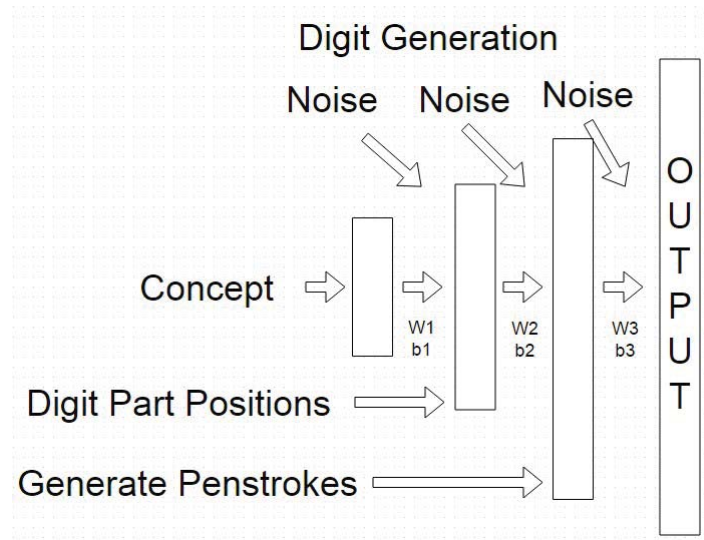 Digit Generation
Noise
Noise
Noise
Concept
W1
b1
W2
b2
W3
b3
Digit Part Positions
Generate Penstrokes
OUTPUT